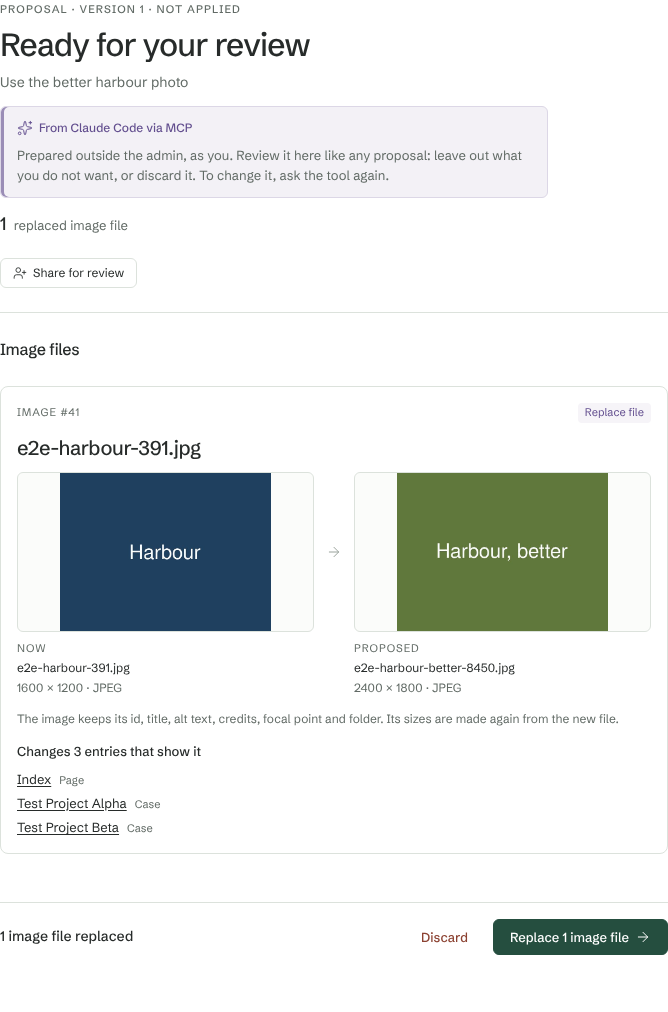 PROPOSAL · VERSION 1 · NOT APPLIED
Ready for your review
Use the better harbour photo
From Claude Code via MCP
Prepared outside the admin, as you. Review it here like any proposal: leave out what
you do not want, or discard it. To change it, ask the tool again.
1 replaced image file
Share for review
Image files
IMAGE #41
Replace file
e2e-harbour-391.jpg
Harbour
→
Harbour, better
NOW
e2e-harbour-391.jpg
1600 × 1200 · JPEG
PROPOSED
e2e-harbour-better-8450.jpg
2400 × 1800 · JPEG
The image keeps its id, title, alt text, credits, focal point and folder. Its sizes are made again from the new file.
Changes 3 entries that show it
Index Page
Test Project Alpha Case
Test Project Beta Case
1 image file replaced
Discard
Replace 1 image file →